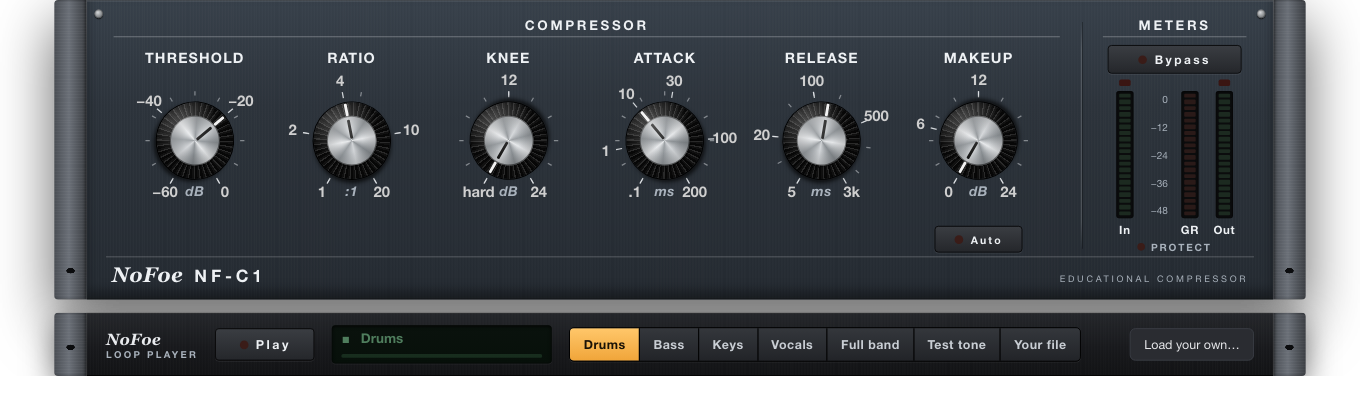 COMPRESSOR
METERS
THRESHOLD RATIO KNEE ATTACK RELEASE MAKEUP
Bypass
4 12 30 100 12
−40 −20 10 0
2 10 1 −100 20 500 6 −12
−24
−36
−60 dB 0 1 :1 20 hard dB 24 .1 ms 200 5 ms 3k 0 dB 24
−48
In GR Out
Auto
PROTECT
NoFoe NF-C1
EDUCATIONAL COMPRESSOR
NoFoe
LOOP PLAYER
Play
Drums
Drums Bass Keys Vocals Full band Test tone Your file
Load your own...